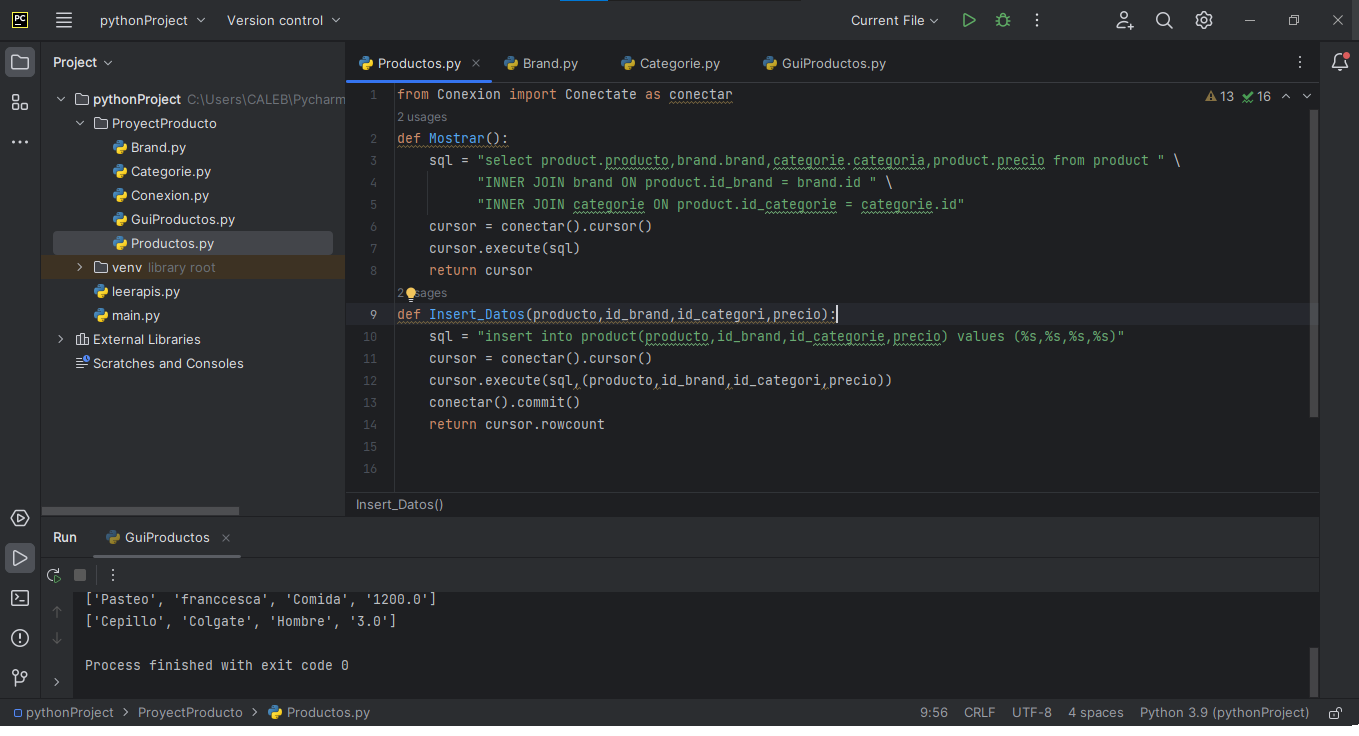 PC pythonProject Version control Current File
Project
Productos.py Brand.py Categorie.py GuiProductos.py
pythonProject C:\Users\CALEB\Pycharm
ProyectProducto
Brand.py
Categorie.py
Conexion.py
GuiProductos.py
Productos.py
venv library root
leerapis.py
main.py
External Libraries
Scratches and Consoles
13 16
1 from Conexion import Conectate as conectar
2 usages
2 def Mostrar():
3 sql = "select product.producto,brand.brand,categorie.categoria,product.precio from product " \
4 "INNER JOIN brand ON product.id_brand = brand.id " \
5 "INNER JOIN categorie ON product.id_categorie = categorie.id"
6 cursor = conectar().cursor()
7 cursor.execute(sql)
8 return cursor
2 usages
9 def Insert_Datos(producto,id_brand,id_categori,precio):
10 sql = "insert into product(producto,id_brand,id_categorie,precio) values (%s,%s,%s,%s)"
11 cursor = conectar().cursor()
12 cursor.execute(sql,(producto,id_brand,id_categori,precio))
13 conectar().commit()
14 return cursor.rowcount
15
16
Insert_Datos()
Run GuiProductos
['Pasteo', 'franccesca', 'Comida', '1200.0']
['Cepillo', 'Colgate', 'Hombre', '3.0']
Process finished with exit code 0
pythonProject > ProyectProducto > Productos.py
9:56 CRLF UTF-8 4 spaces Python 3.9 (pythonProject)